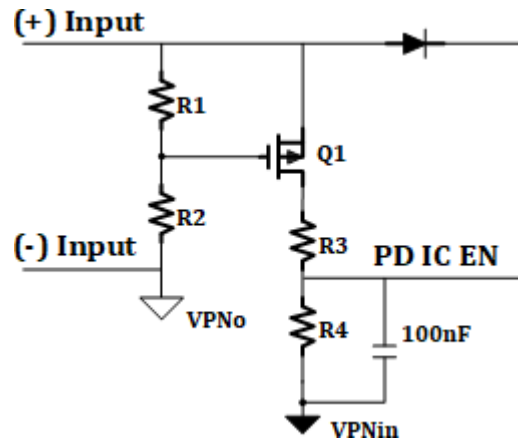 (+) Input
R1
Q1
R2
(-) Input
R3
PD IC EN
VPNo
R4
100nF
VPNin